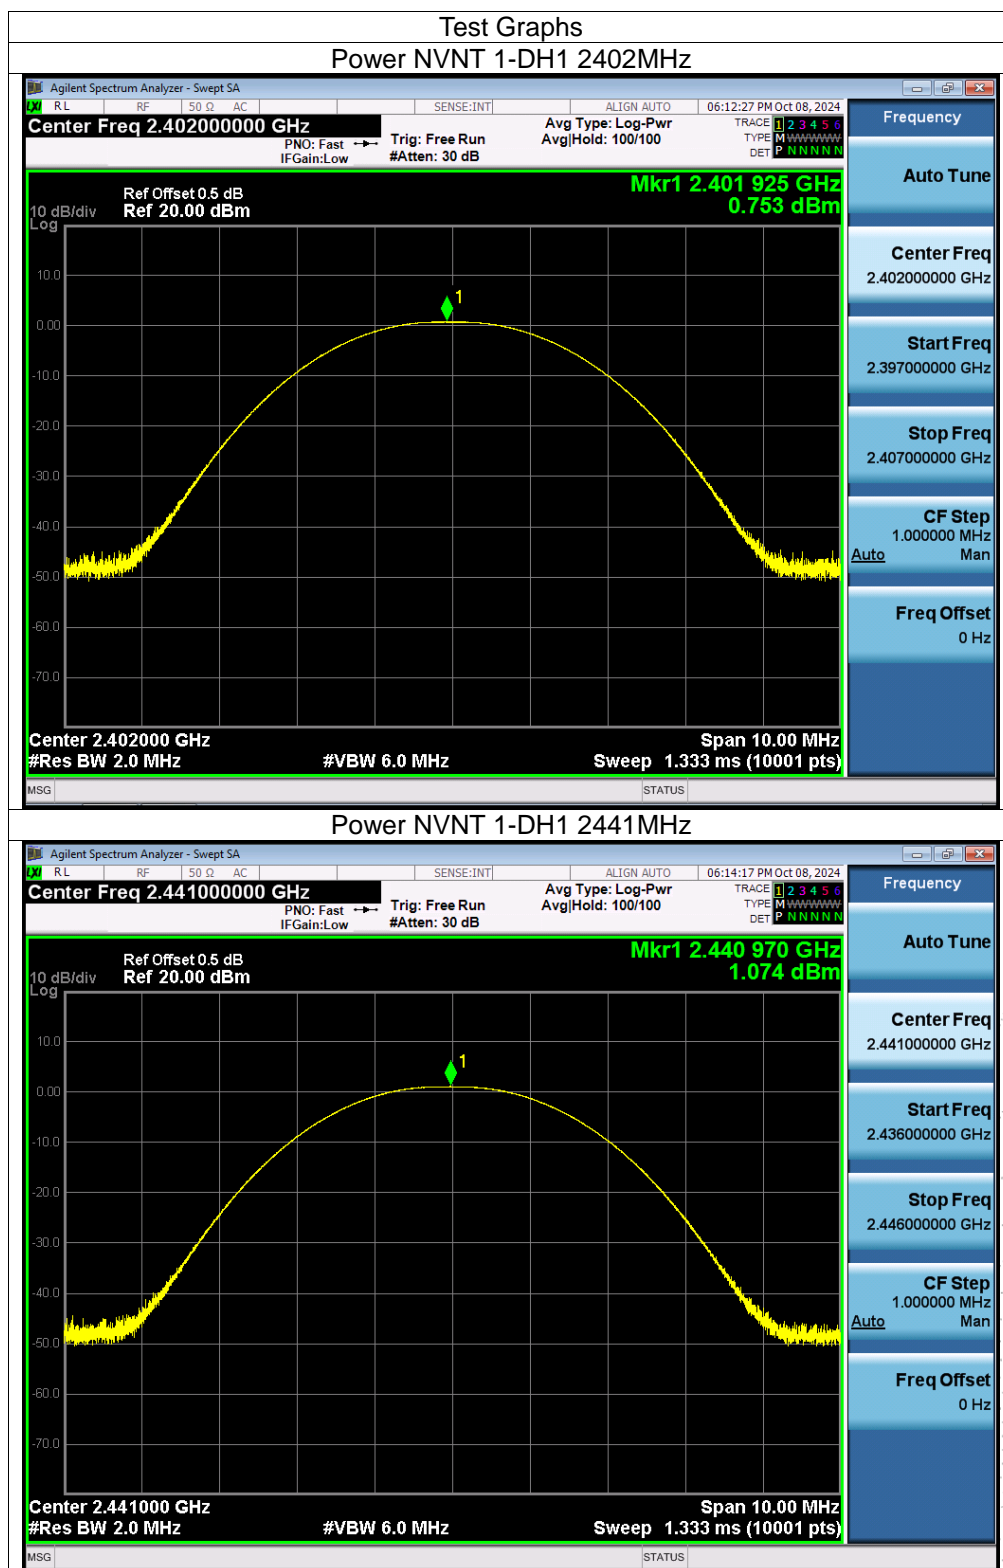 Test Graphs
Power NVNT 1-DH1 2402MHz
Agilent Spectrum Analyzer - Swept SA
LXI RL RF 50 Ω AC SENSE:INT ALIGN AUTO 06:12:27 PM Oct 08, 2024
Center Freq 2.402000000 GHz
PNO: Fast
IFGain:Low
Trig: Free Run
#Atten: 30 dB
Avg Type: Log-Pwr
Avg|Hold: 100/100
TRACE 1 2 3 4 5 6
TYPE M W W W W W
DET P N N N N N
Ref Offset 0.5 dB
Ref 20.00 dBm
10 dB/div
Log
Mkr1 2.401 925 GHz
0.753 dBm
1
10.0
0.00
-10.0
-20.0
-30.0
-40.0
-50.0
-60.0
-70.0
Center 2.402000 GHz
Span 10.00 MHz
#Res BW 2.0 MHz
#VBW 6.0 MHz
Sweep 1.333 ms (10001 pts)
MSG
STATUS
Frequency
Auto Tune
Center Freq
2.402000000 GHz
Start Freq
2.397000000 GHz
Stop Freq
2.407000000 GHz
CF Step
1.000000 MHz
Auto Man
Freq Offset
0 Hz
Power NVNT 1-DH1 2441MHz
Agilent Spectrum Analyzer - Swept SA
LXI RL RF 50 Ω AC SENSE:INT ALIGN AUTO 06:14:17 PM Oct 08, 2024
Center Freq 2.441000000 GHz
PNO: Fast
IFGain:Low
Trig: Free Run
#Atten: 30 dB
Avg Type: Log-Pwr
Avg|Hold: 100/100
TRACE 1 2 3 4 5 6
TYPE M W W W W W
DET P N N N N N
Ref Offset 0.5 dB
Ref 20.00 dBm
10 dB/div
Log
Mkr1 2.440 970 GHz
1.074 dBm
1
10.0
0.00
-10.0
-20.0
-30.0
-40.0
-50.0
-60.0
-70.0
Center 2.441000 GHz
Span 10.00 MHz
#Res BW 2.0 MHz
#VBW 6.0 MHz
Sweep 1.333 ms (10001 pts)
MSG
STATUS
Frequency
Auto Tune
Center Freq
2.441000000 GHz
Start Freq
2.436000000 GHz
Stop Freq
2.446000000 GHz
CF Step
1.000000 MHz
Auto Man
Freq Offset
0 Hz